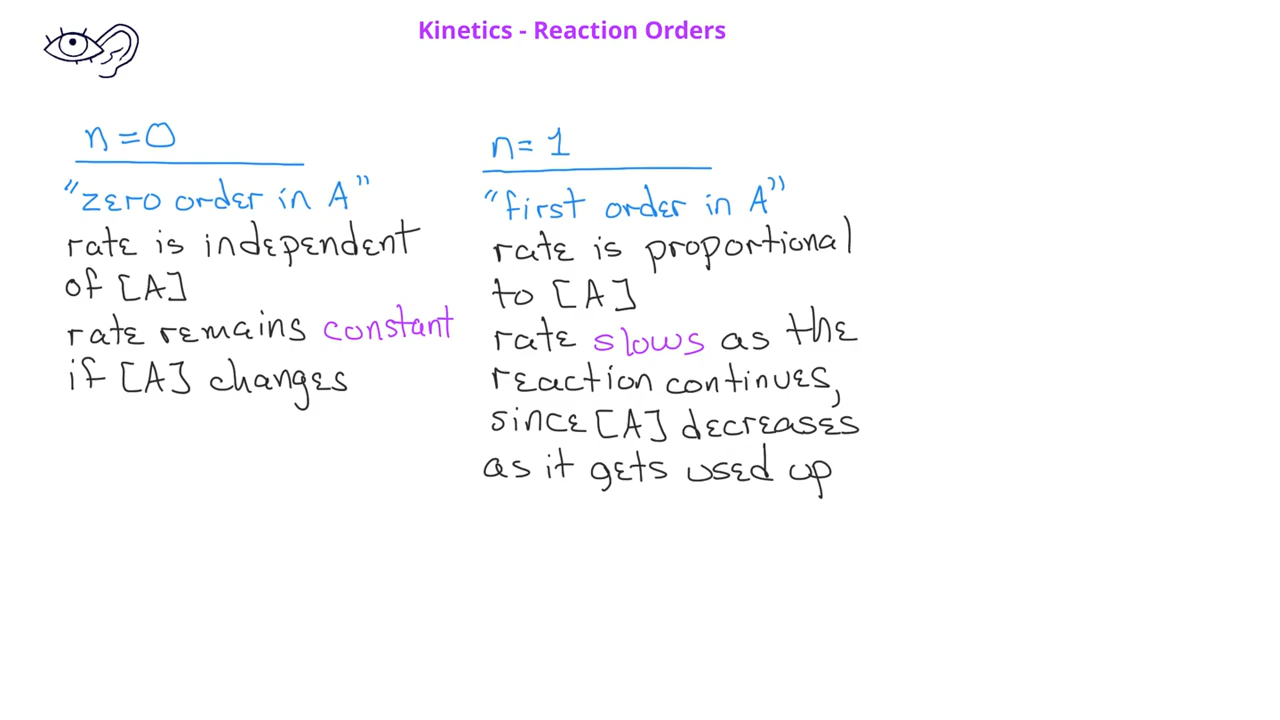 Kinetics - Reaction Orders
n = 0
"zero order in A"
rate is independent
of [A]
rate remains constant
if [A] changes
n = 1
"first order in A"
rate is proportional
to [A]
rate slows as the
reaction continues,
since [A] decreases
as it gets used up